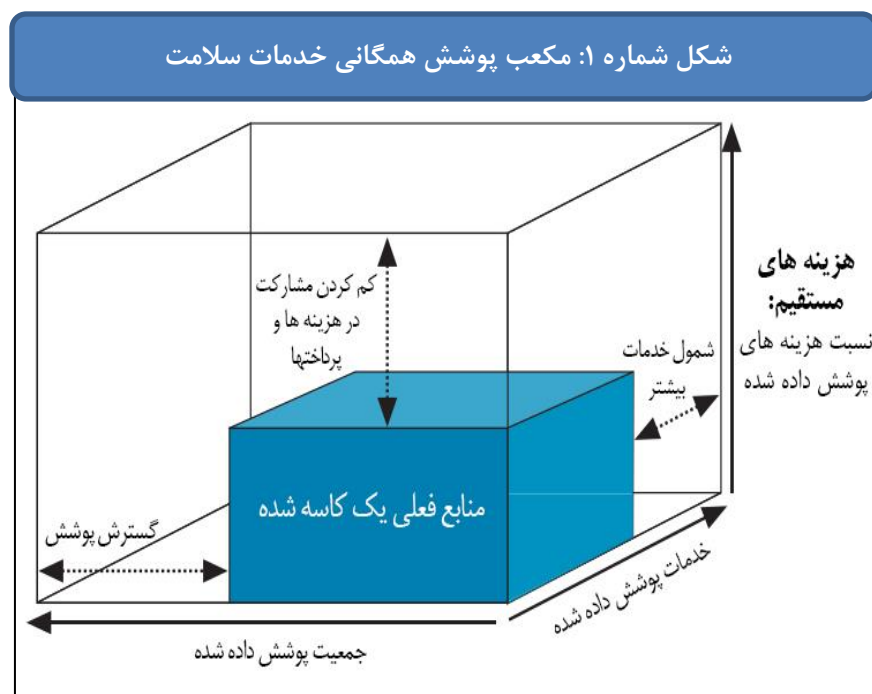 شکل شماره ۱: مکعب پوشش همگانی خدمات سلامت
کم کردن مشارکت
در هزینه ها و
پرداختها
هزینه های
مستقیم:
نسبت هزینه های
پوشش داده شده
شمول خدمات
بیشتر
منابع فعلی یک کاسه شده
گسترش پوشش
خدمات پوشش داده شده
جمعیت پوشش داده شده